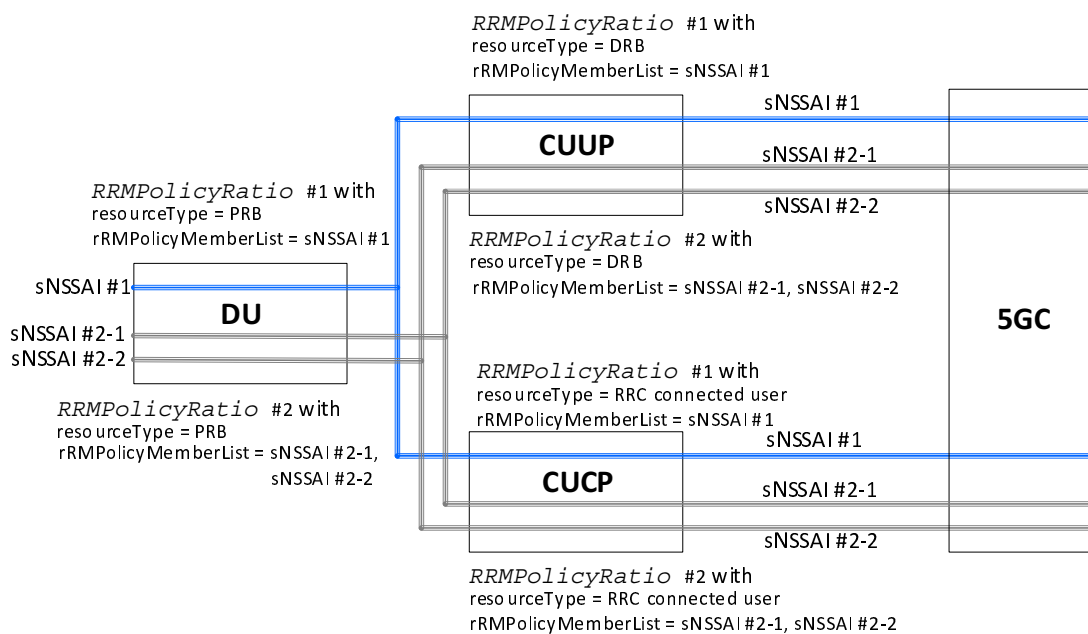 RRMPolicyRatio #1 with
resourceType = DRB
rRMPolicyMemberList = sNSSAI #1
sNSSAI #1
CUUP
sNSSAI #2-1
sNSSAI #2-2
RRMPolicyRatio #2 with
resourceType = DRB
rRMPolicyMemberList = sNSSAI #2-1, sNSSAI #2-2
RRMPolicyRatio #1 with
resourceType = PRB
rRMPolicyMemberList = sNSSAI #1
sNSSAI #1
DU
sNSSAI #2-1
sNSSAI #2-2
RRMPolicyRatio #2 with
resourceType = PRB
rRMPolicyMemberList = sNSSAI #2-1,
sNSSAI #2-2
5GC
RRMPolicyRatio #1 with
resourceType = RRC connected user
rRMPolicyMemberList = sNSSAI #1
sNSSAI #1
CUCP
sNSSAI #2-1
sNSSAI #2-2
RRMPolicyRatio #2 with
resourceType = RRC connected user
rRMPolicyMemberList = sNSSAI #2-1, sNSSAI #2-2